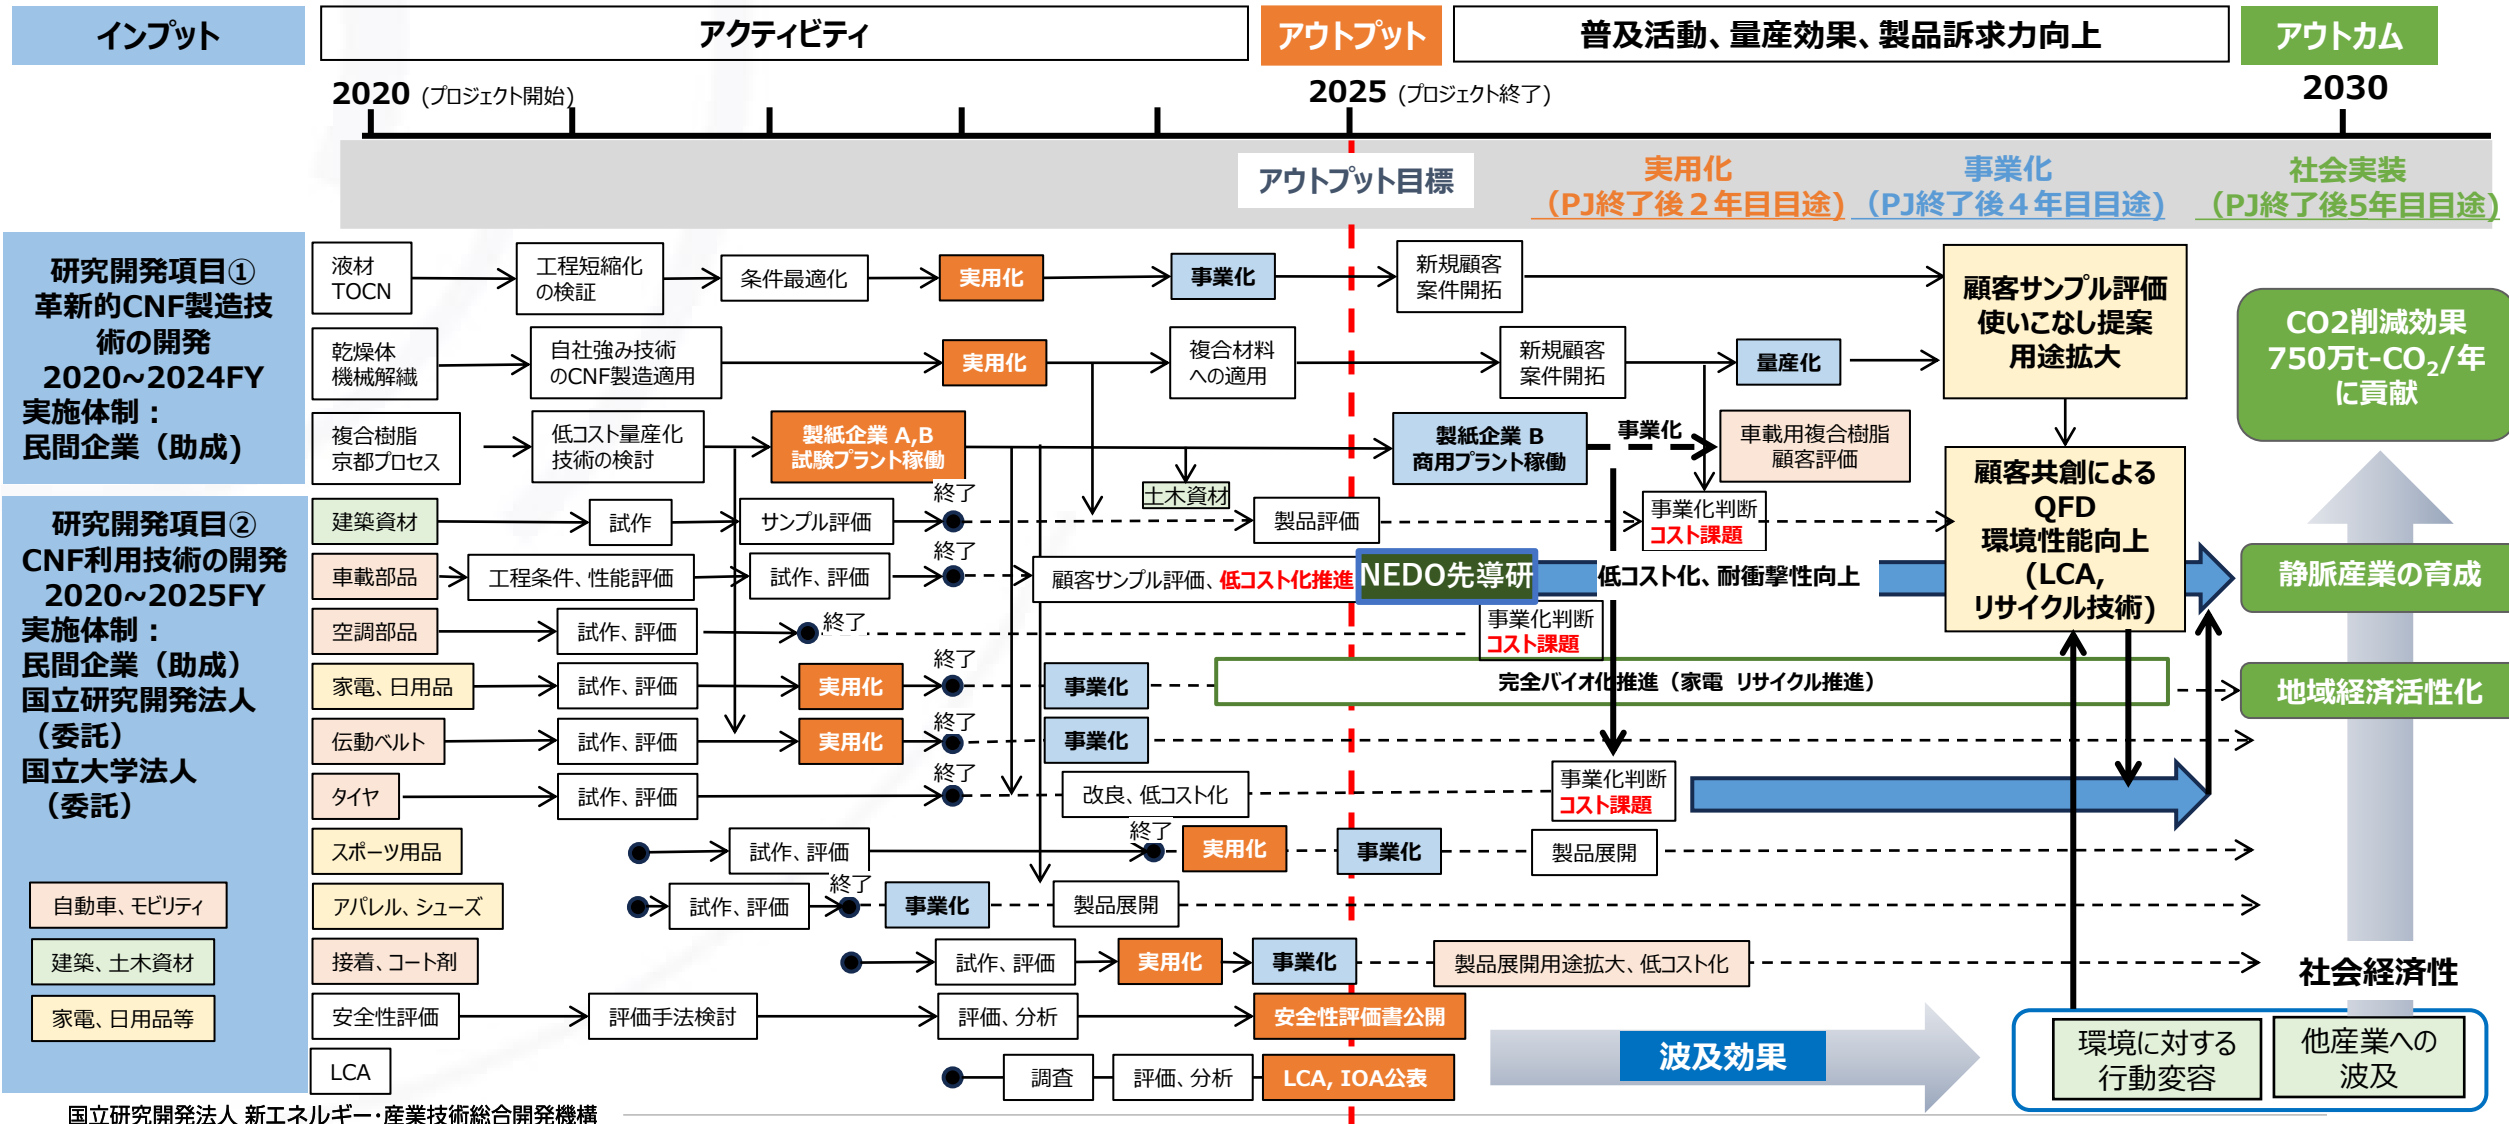 インプット
アクティビティ
アウトプット
普及活動、量産効果、製品訴求力向上
アウトカム
2020 (プロジェクト開始)
2025 (プロジェクト終了)
2030
アウトプット目標
実用化
（PJ終了後２年目目途)
事業化
（PJ終了後４年目目途)
社会実装
（PJ終了後5年目目途)
研究開発項目①
革新的CNF製造技
術の開発
2020~2024FY
実施体制：
民間企業（助成)
液材
TOCN
工程短縮化
の検証
条件最適化
実用化
事業化
新規顧客
案件開拓
顧客サンプル評価
使いこなし提案
用途拡大
乾燥体
機械解繊
自社強み技術
のCNF製造適用
実用化
複合材料
への適用
新規顧客
案件開拓
量産化
複合樹脂
京都プロセス
低コスト量産化
技術の検討
製紙企業 A,B
試験プラント稼働
製紙企業 B
商用プラント稼働
事業化
車載用複合樹脂
顧客評価
CO2削減効果
750万t-CO2/年
に貢献
研究開発項目②
CNF利用技術の開発
2020~2025FY
実施体制：
民間企業（助成）
国立研究開発法人
（委託）
国立大学法人
（委託）
建築資材
試作
サンプル評価
終了
土木資材
製品評価
事業化判断
コスト課題
顧客共創による
QFD
環境性能向上
(LCA,
リサイクル技術)
車載部品
工程条件、性能評価
試作、評価
終了
顧客サンプル評価、低コスト化推進
NEDO先導研
低コスト化、耐衝撃性向上
静脈産業の育成
空調部品
試作、評価
終了
事業化判断
コスト課題
家電、日用品
試作、評価
実用化
終了
事業化
完全バイオ化推進（家電 リサイクル推進）
地域経済活性化
伝動ベルト
試作、評価
実用化
終了
事業化
タイヤ
試作、評価
終了
改良、低コスト化
事業化判断
コスト課題
スポーツ用品
試作、評価
終了
実用化
事業化
製品展開
アパレル、シューズ
試作、評価
終了
事業化
製品展開
接着、コート剤
試作、評価
実用化
事業化
製品展開用途拡大、低コスト化
社会経済性
安全性評価
評価手法検討
評価、分析
安全性評価書公開
LCA
調査
評価、分析
LCA, IOA公表
波及効果
環境に対する
行動変容
他産業への
波及
自動車、モビリティ
建築、土木資材
家電、日用品等
国立研究開発法人 新エネルギー・産業技術総合開発機構